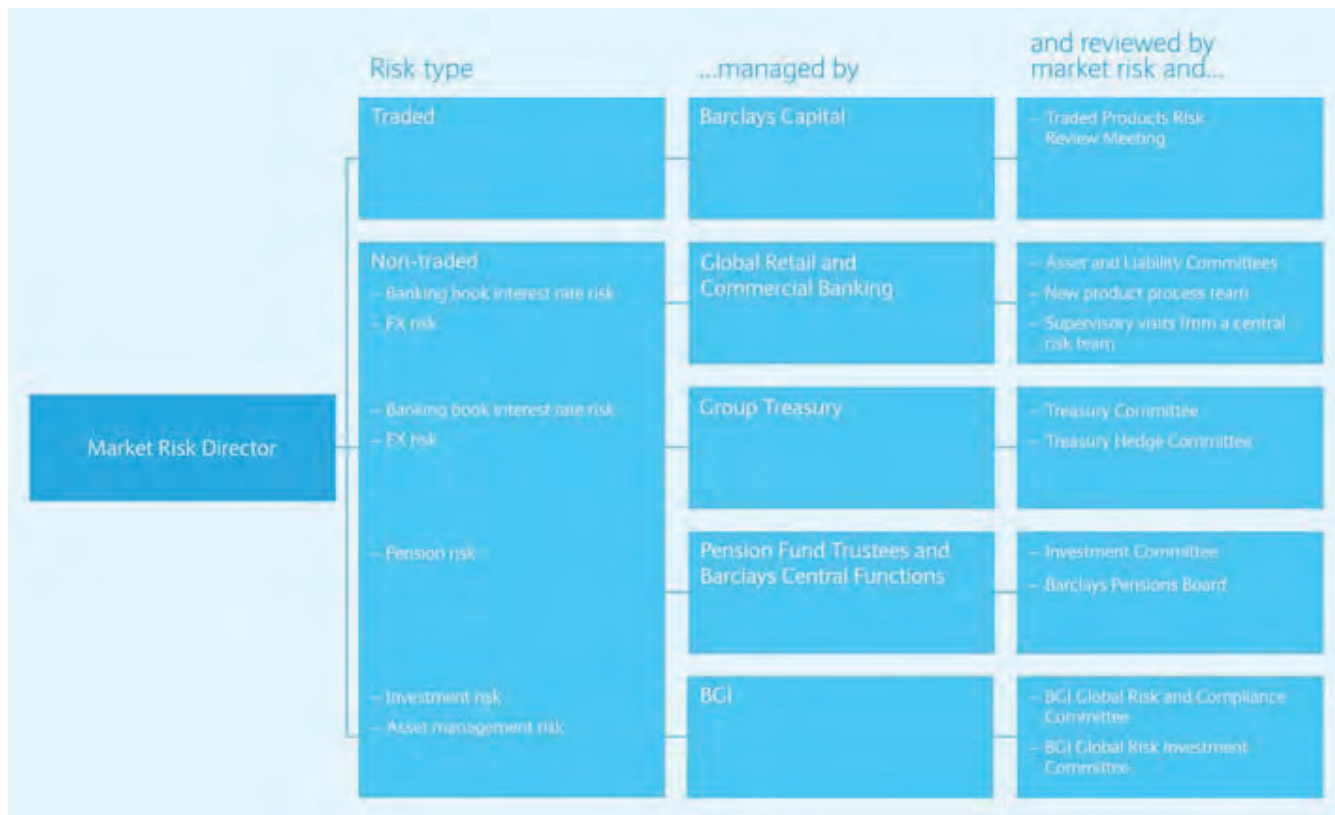 Risk type
...managed by
and reviewed by
market risk and...
Traded
Barclays Capital
– Traded Products Risk
Review Meeting
Non-traded
– Banking book interest rate risk
– FX risk
Global Retail and
Commercial Banking
– Asset and Liability Committees
– New product process team
– Supervisory visits from a central
risk team
Market Risk Director
– Banking book interest rate risk
– FX risk
Group Treasury
– Treasury Committee
– Treasury Hedge Committee
– Pension risk
Pension Fund Trustees and
Barclays Central Functions
– Investment Committee
– Barclays Pensions Board
– Investment risk
– Asset management risk
BGI
– BGI Global Risk and Compliance
Committee
– BGI Global Risk Investment
Committee